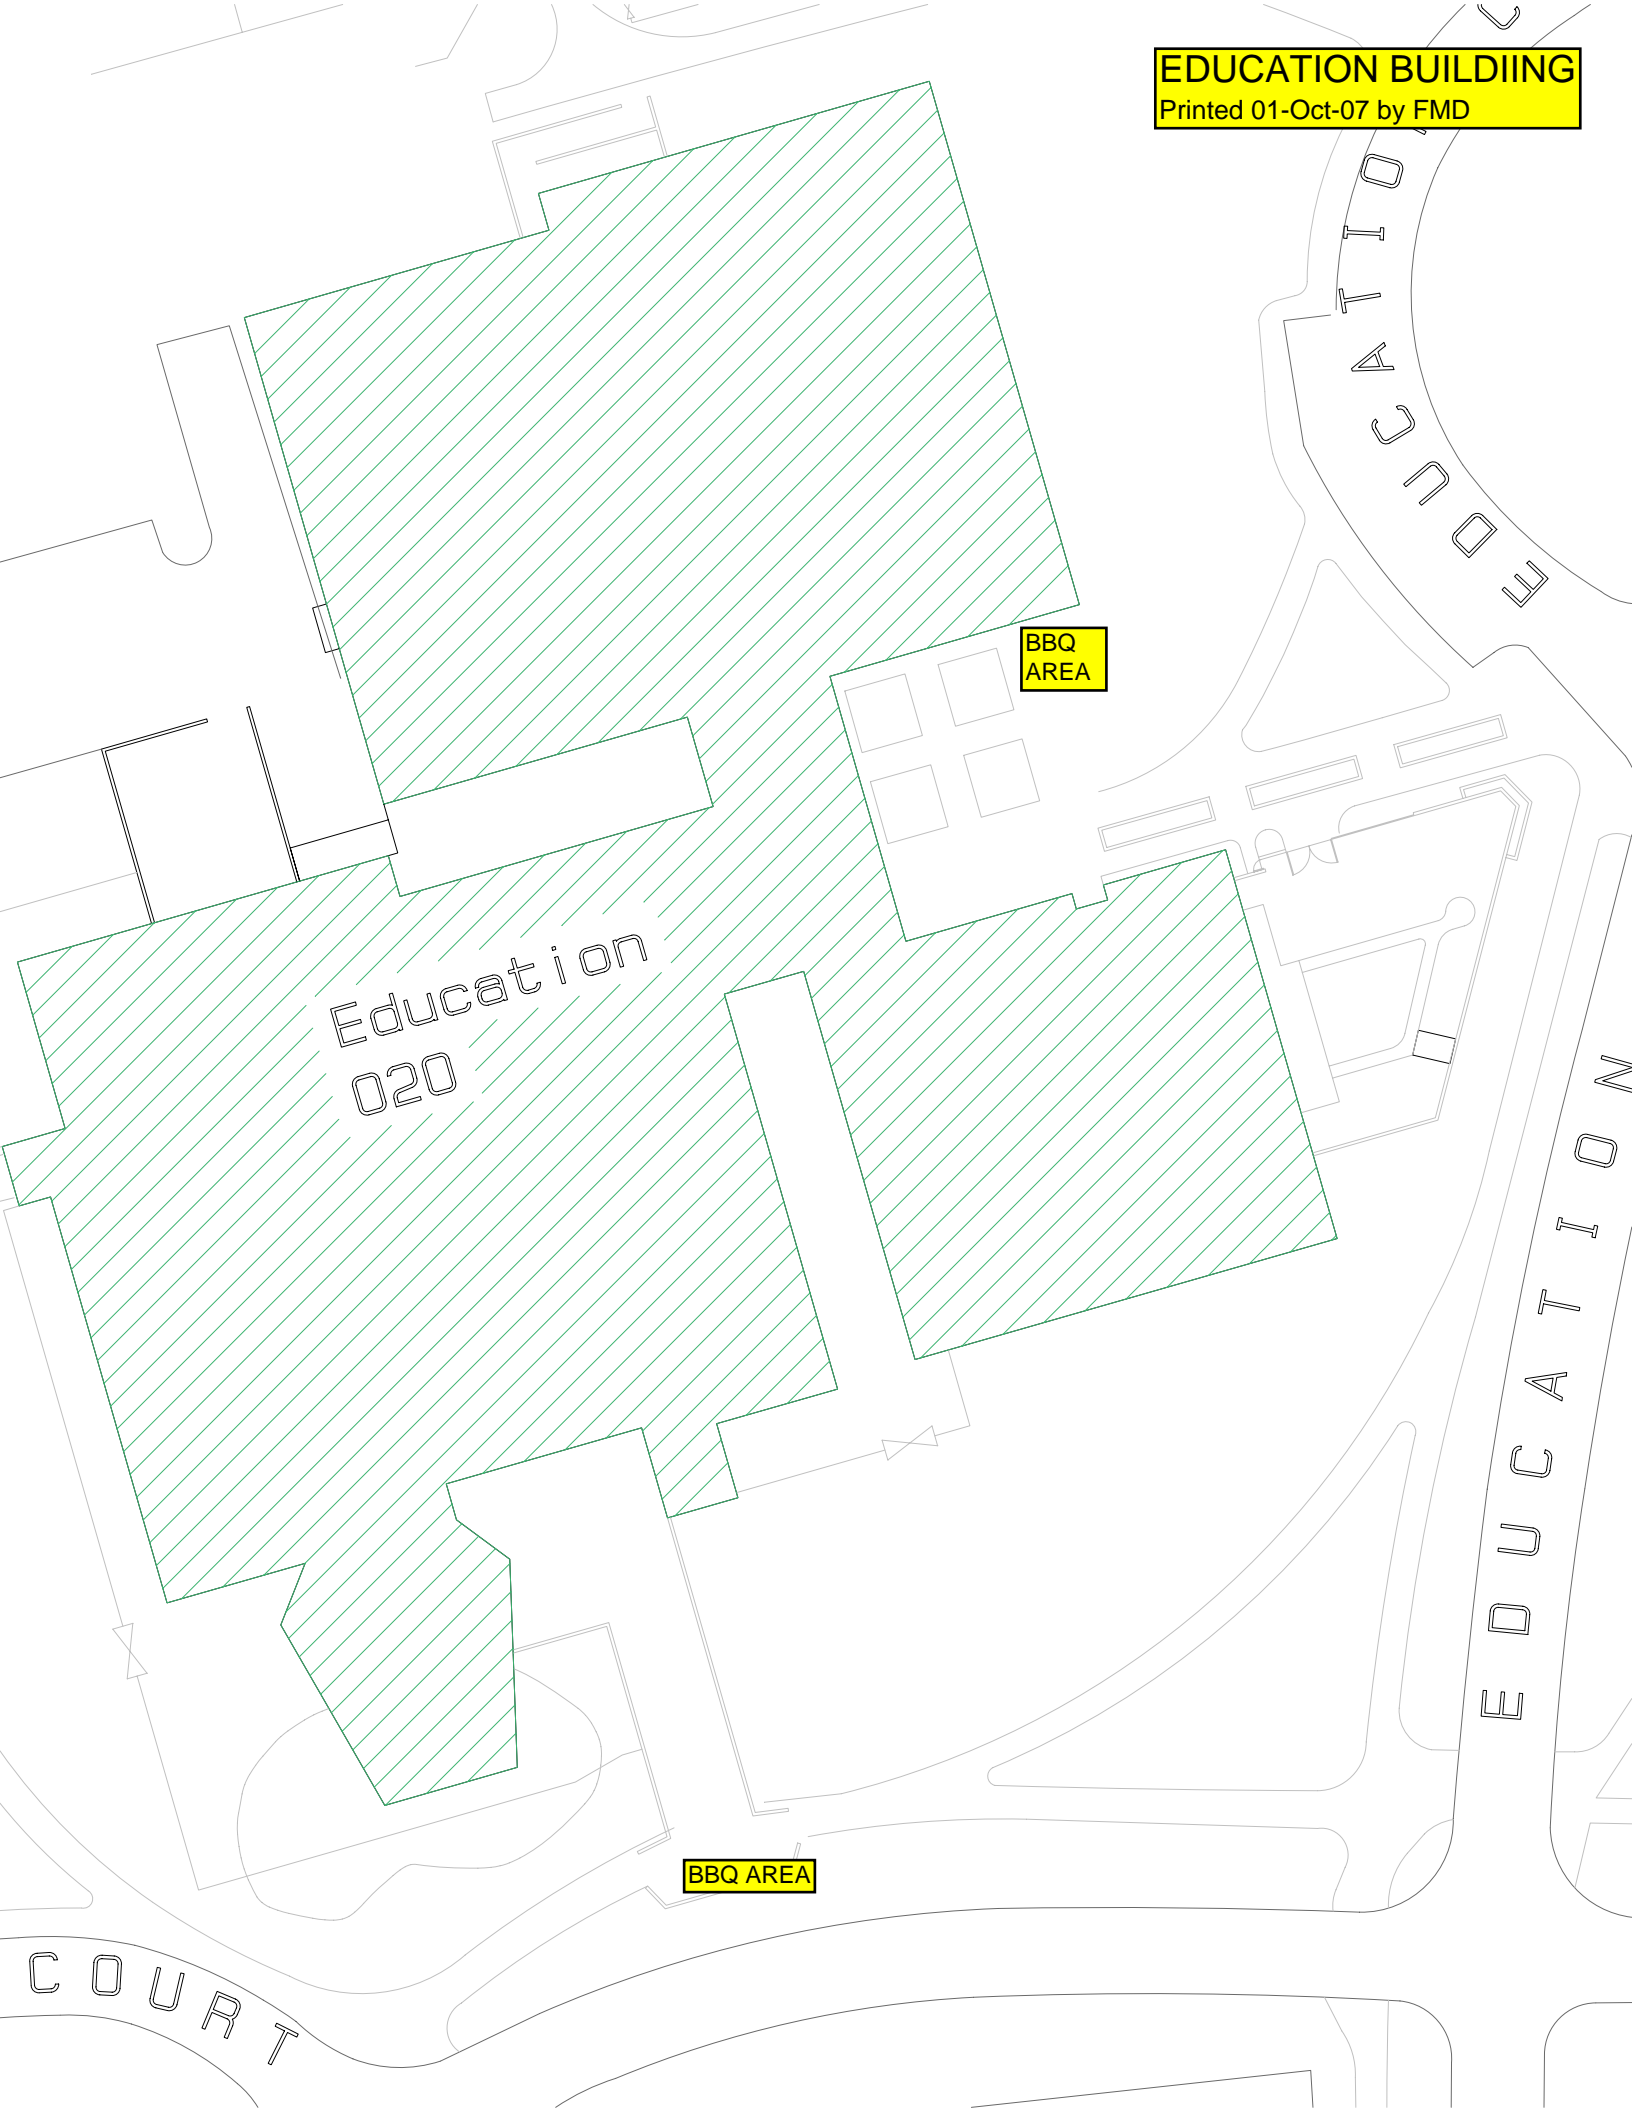 EDUCATION BUILDIING
Printed 01-Oct-07 by FMD
EDUCATION C
BBQ
AREA
Education
020
EDUCATION
BBQ AREA
COURT